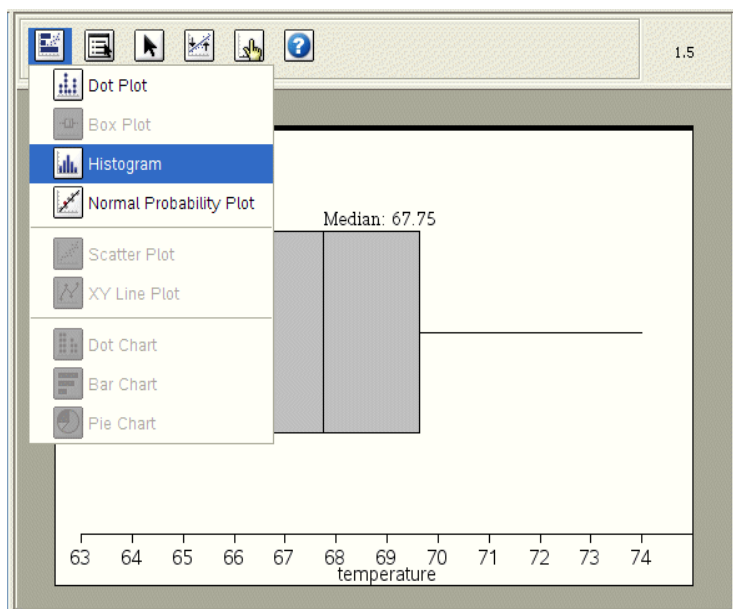 1.5
Dot Plot
Box Plot
Histogram
Normal Probability Plot
Scatter Plot
XY Line Plot
Dot Chart
Bar Chart
Pie Chart
Median: 67.75
63 64 65 66 67 68 69 70 71 72 73 74
temperature